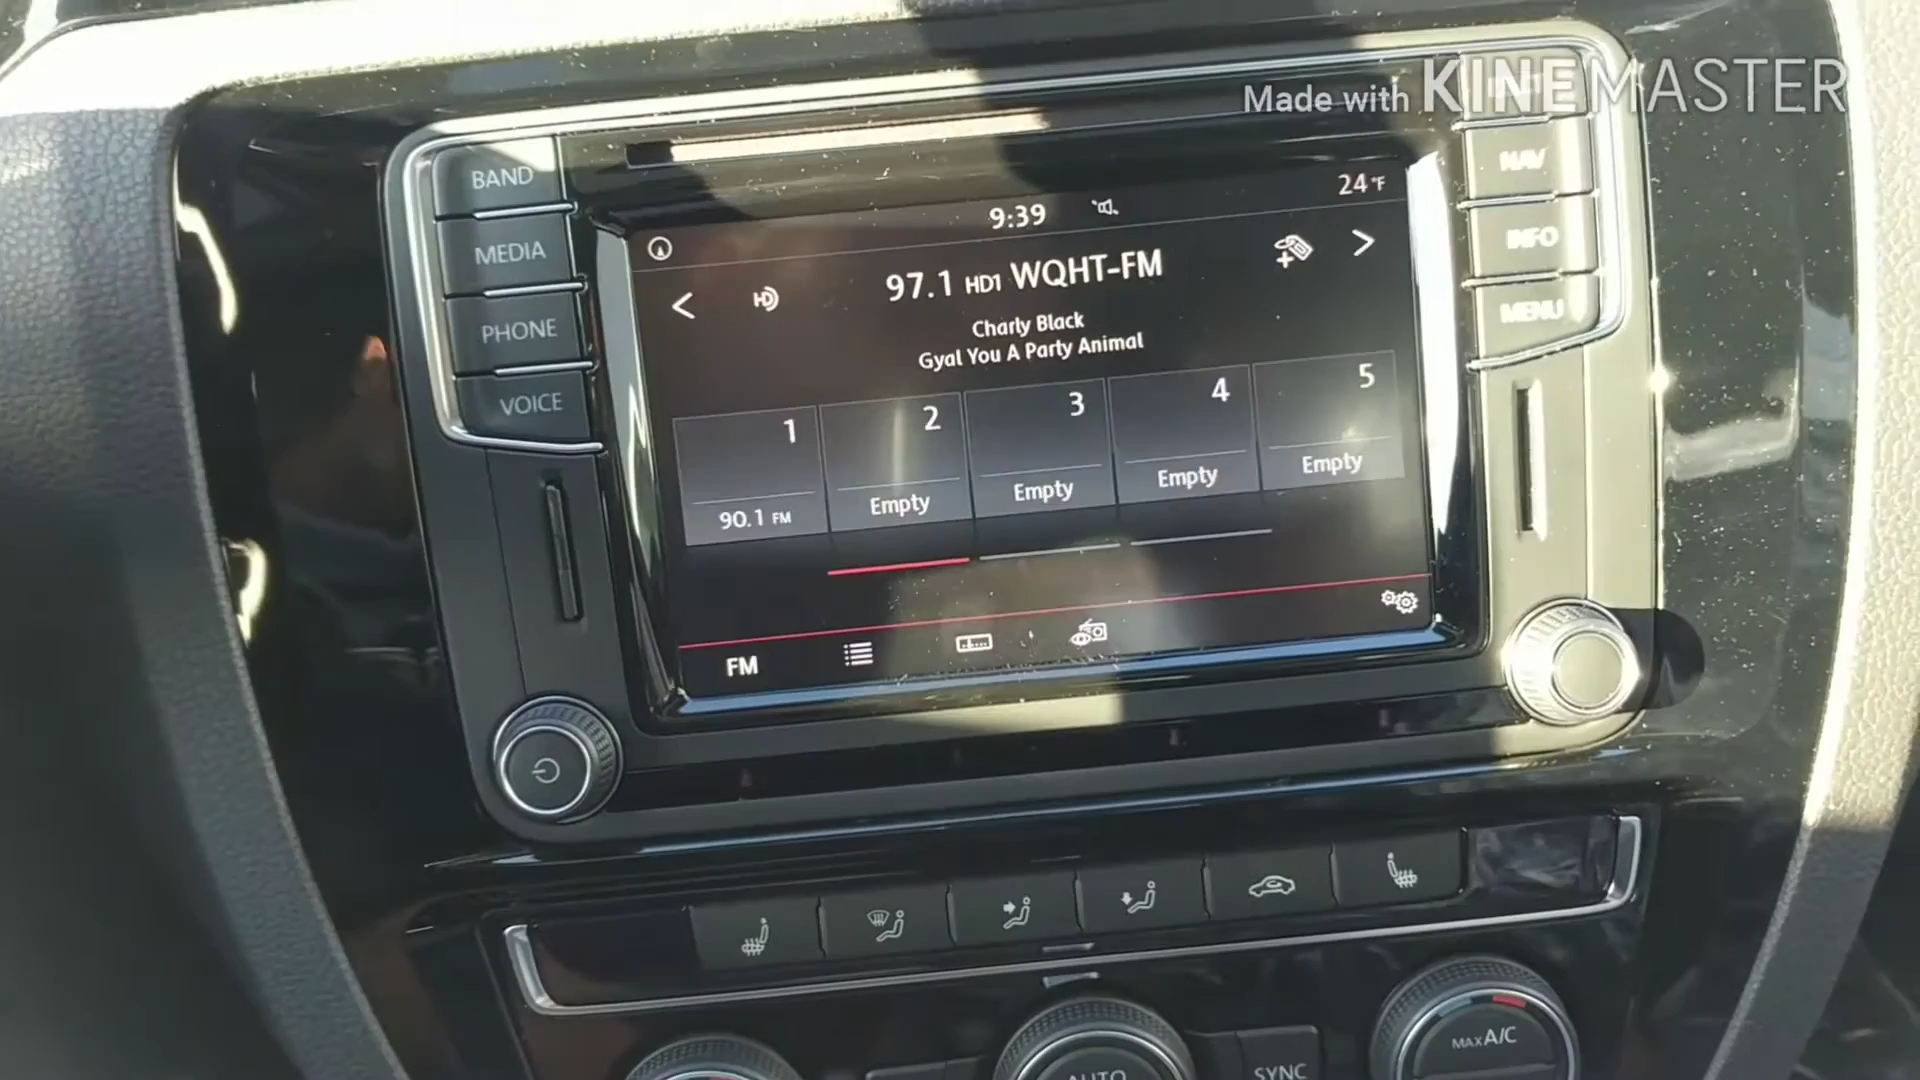 Made with KINEMASTER
BAND
MEDIA
PHONE
VOICE
NAV
INFO
MENU
9:39
24°F
97.1 HD1 WQHT-FM
Charly Black
Gyal You A Party Animal
1
2
3
4
5
90.1 FM
Empty
Empty
Empty
Empty
FM
MAX A/C
AUTO
SYNC